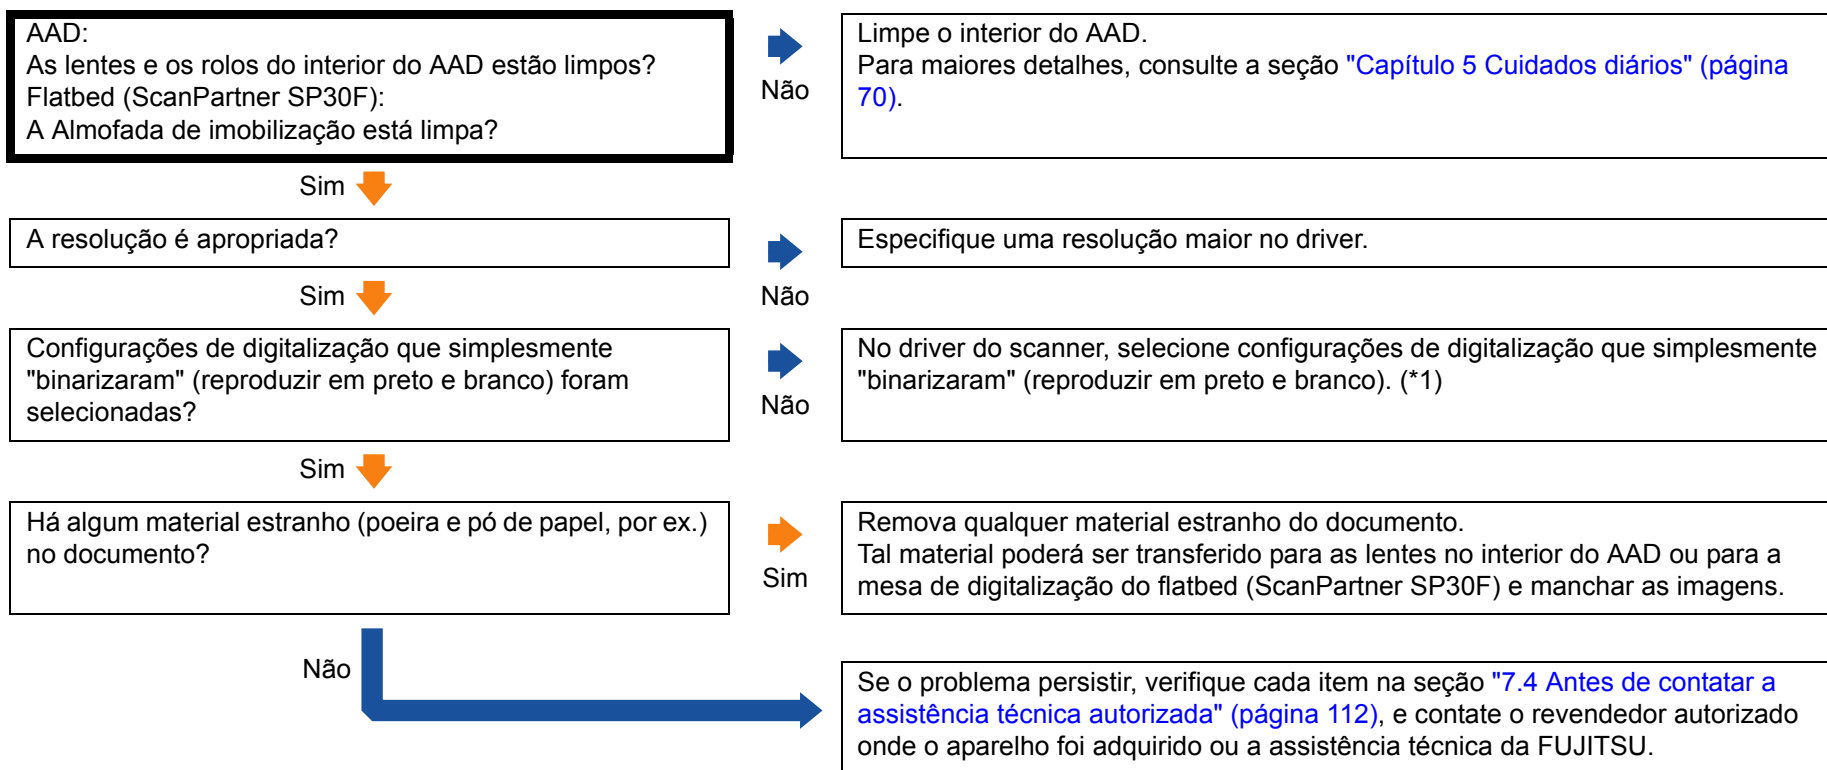 AAD:
As lentes e os rolos do interior do AAD estão limpos?
Flatbed (ScanPartner SP30F):
A Almofada de imobilização está limpa?
Não
Limpe o interior do AAD.
Para maiores detalhes, consulte a seção "Capítulo 5 Cuidados diários" (página
70).
Sim
A resolução é apropriada?
Não
Especifique uma resolução maior no driver.
Sim
Configurações de digitalização que simplesmente
"binarizaram" (reproduzir em preto e branco) foram
selecionadas?
Não
No driver do scanner, selecione configurações de digitalização que simplesmente
"binarizaram" (reproduzir em preto e branco). (*1)
Sim
Há algum material estranho (poeira e pó de papel, por ex.)
no documento?
Sim
Remova qualquer material estranho do documento.
Tal material poderá ser transferido para as lentes no interior do AAD ou para a
mesa de digitalização do flatbed (ScanPartner SP30F) e manchar as imagens.
Não
Se o problema persistir, verifique cada item na seção "7.4 Antes de contatar a
assistência técnica autorizada" (página 112), e contate o revendedor autorizado
onde o aparelho foi adquirido ou a assistência técnica da FUJITSU.